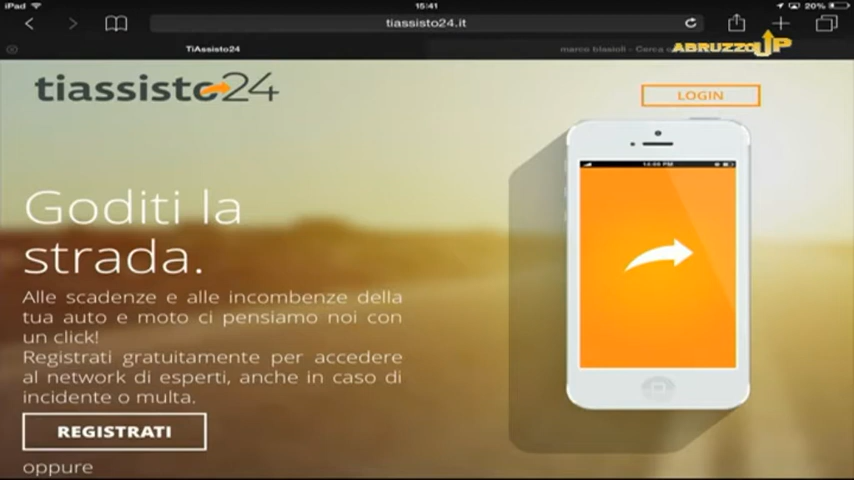 iPad 15:41 20%
tiassisto24.it
TiAssisto24 marco blasioli - Cerca
ABRUZZO UP
tiassisto24
LOGIN
Goditi la
strada.
Alle scadenze e alle incombenze della
tua auto e moto ci pensiamo noi con
un click!
Registrati gratuitamente per accedere
al network di esperti, anche in caso di
incidente o multa.
REGISTRATI
oppure